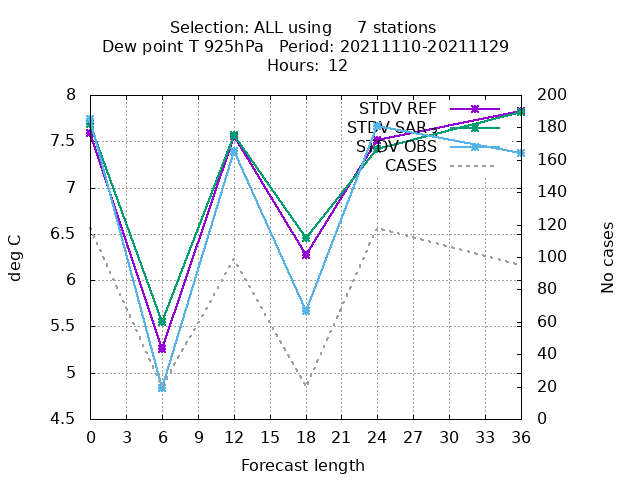 Selection: ALL using     7 stations
Dew point T 925hPa   Period: 20211110-20211129
Hours:  12
STDV REF
STDV SAR
STDV OBS
CASES
8
7.5
7
6.5
6
5.5
5
4.5
200
180
160
140
120
100
80
60
40
20
0
deg C
No cases
0 3 6 9 12 15 18 21 24 27 30 33 36
Forecast length